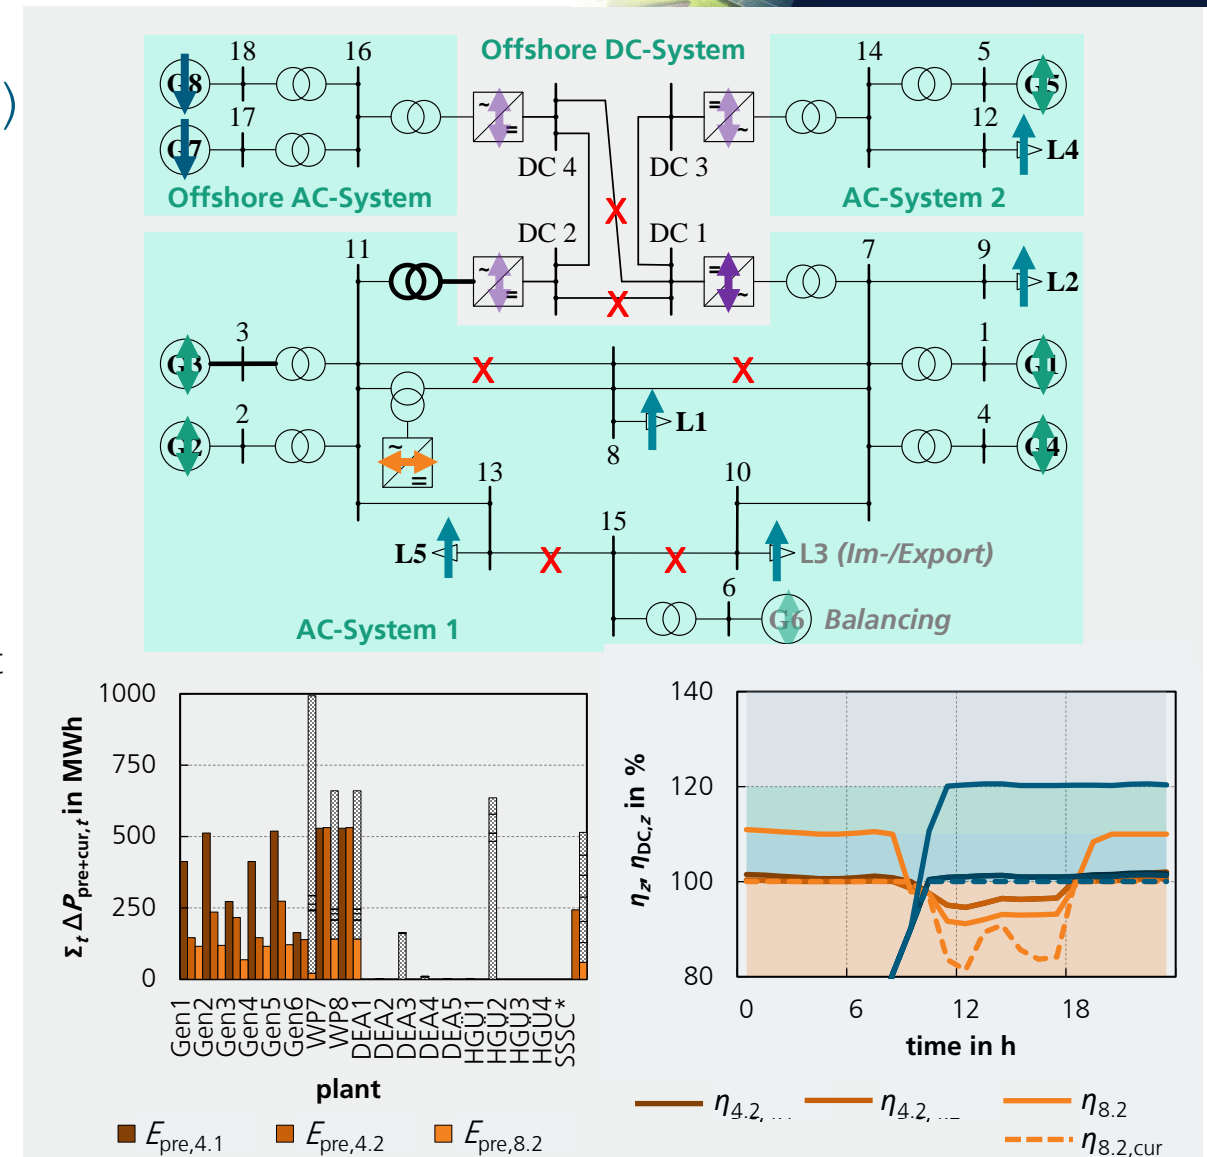 )
Offshore DC-System
18
16
14
5
G8
G5
17
12
G7
DC 4
DC 3
L4
Offshore AC-System
AC-System 2
11
DC 2
DC 1
7
9
L2
3
1
G3
G1
2
4
G2
L1
G4
8
13
10
15
L5
L3 (Im-/Export)
6
G6 Balancing
AC-System 1
~
=
X
t
Σt ΔPpre+cur,t in MWh
1000
750
500
250
0
Gen1
Gen2
Gen3
Gen4
Gen5
Gen6
WP7
WP8
DEA1
DEA2
DEA3
DEA4
DEA5
HGÜ1
HGÜ2
HGÜ3
HGÜ4
SSSC*
plant
Epre,4.1
Epre,4.2
Epre,8.2
ηz, ηDC,z in %
140
120
100
80
0
6
12
18
time in h
η4.2,
η4.2,
η8.2
η8.2,cur